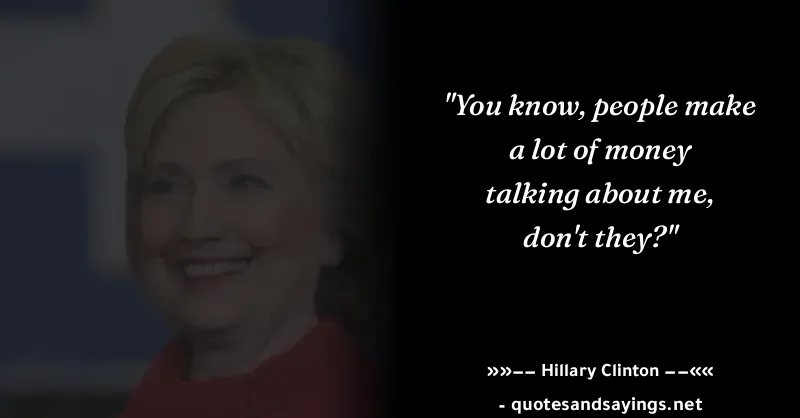 "You know, people make
a lot of money
talking about me,
don't they?"
»»–– Hillary Clinton ––««
- quotesandsayings.net